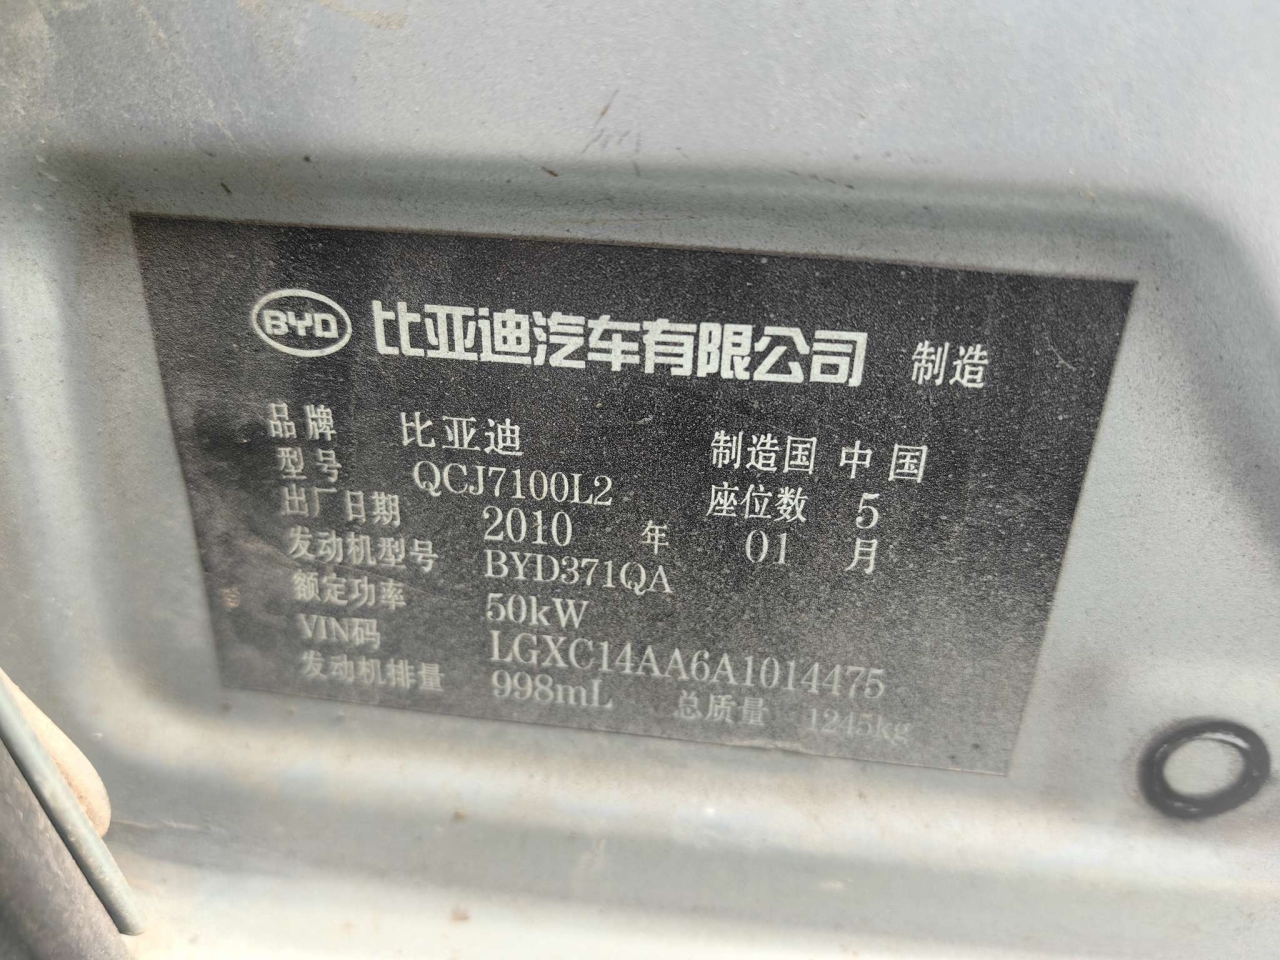 BYD 比亚迪汽车有限公司 制造
品牌 比亚迪 制造国 中国
型号 QCJ7100L2 座位数 5
出厂日期 2010 年 01 月
发动机型号 BYD371QA
额定功率 50kW
VIN码 LGXC14AA6A1014475
发动机排量 998mL 总质量 1245kg